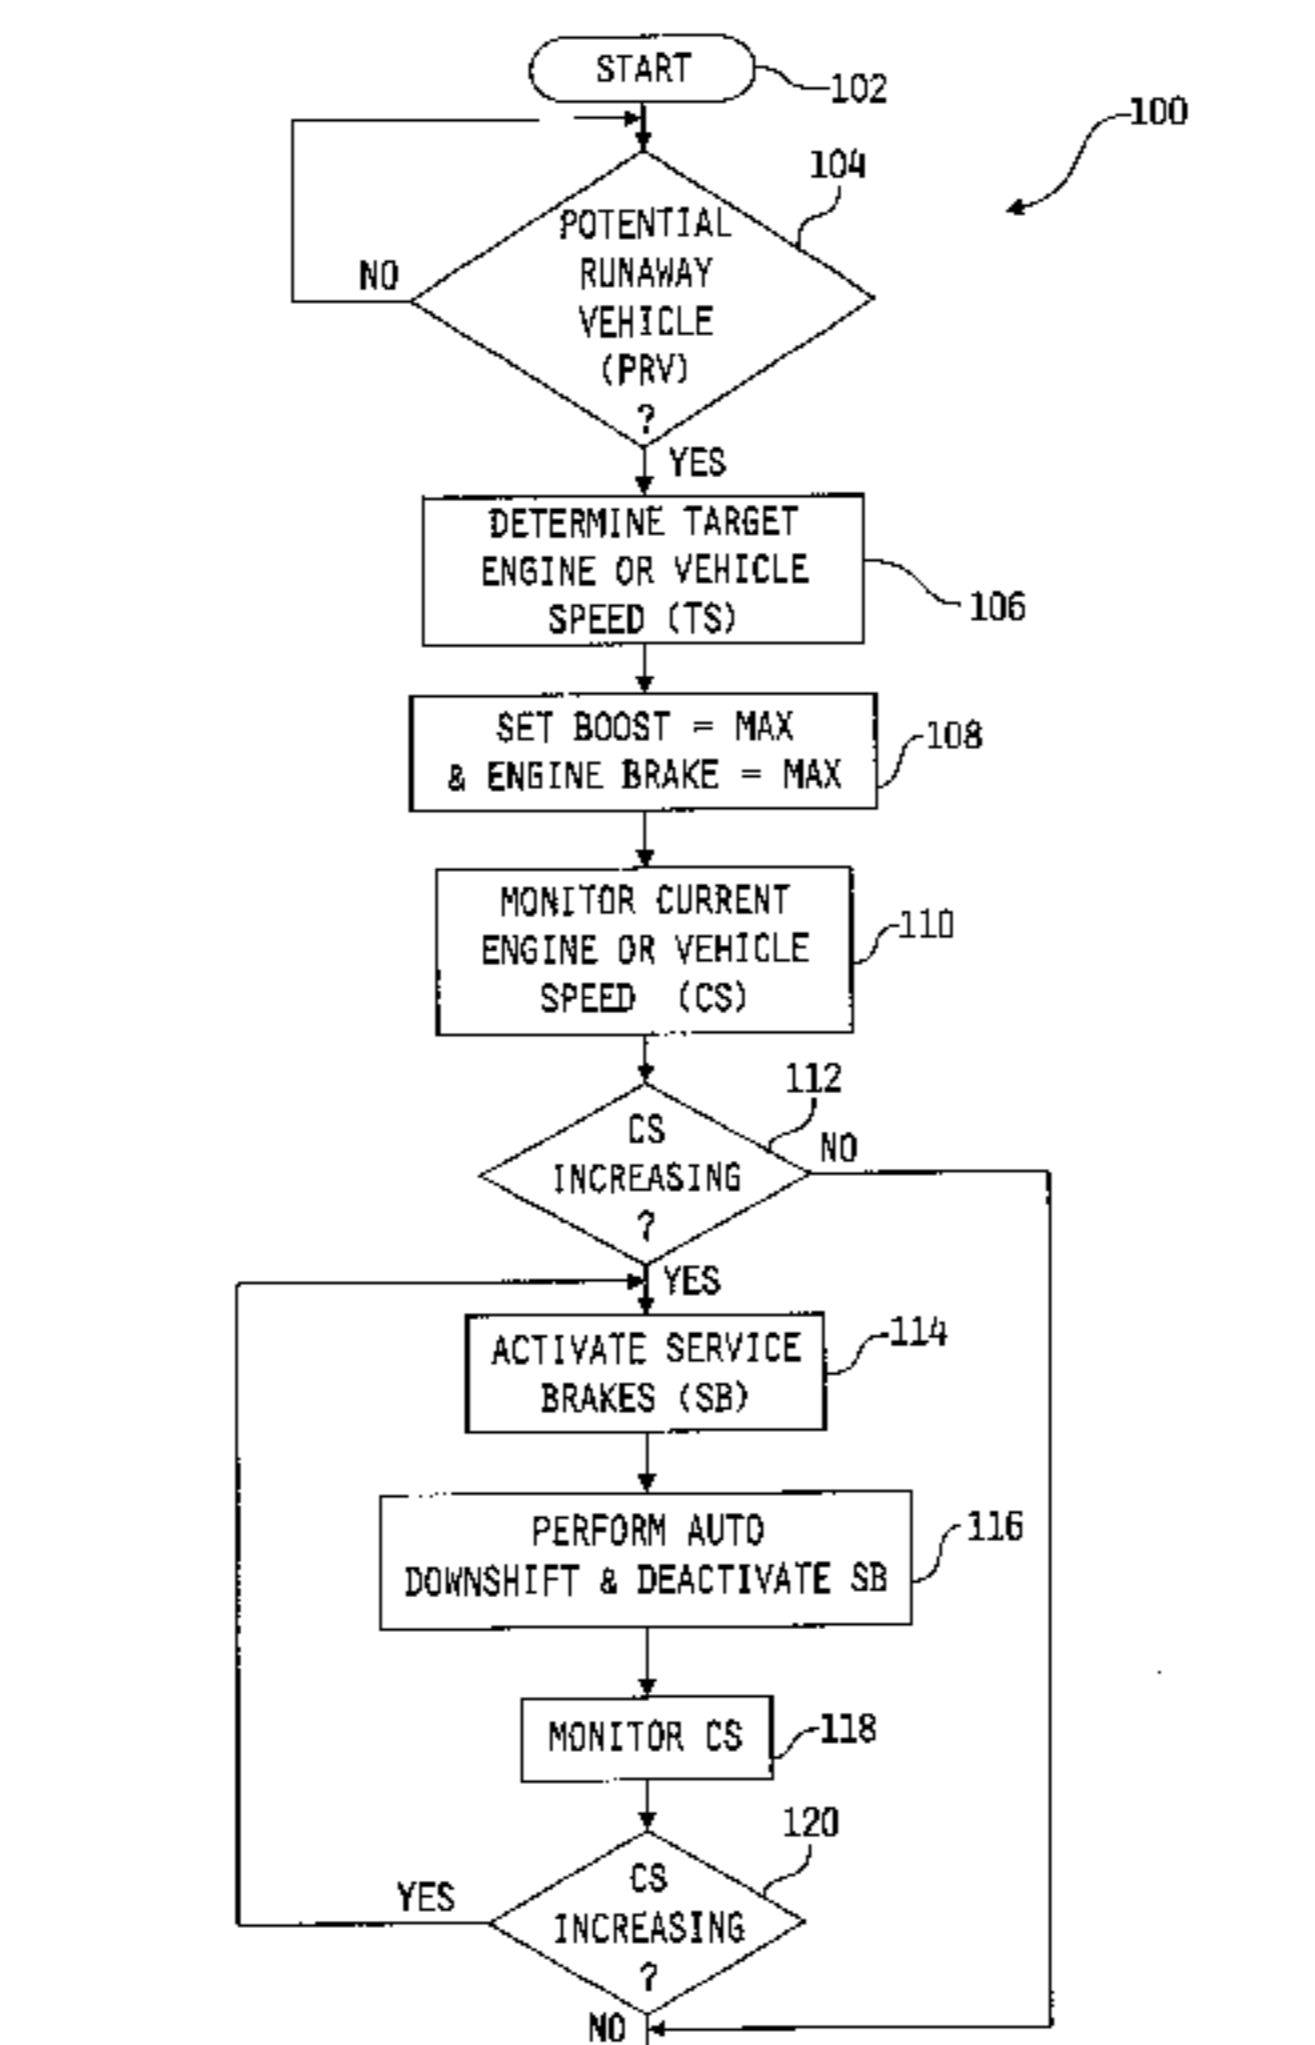 START
102
100
104
POTENTIAL
RUNAWAY
VEHICLE
(PRV)
?
NO
YES
DETERMINE TARGET
ENGINE OR VEHICLE
SPEED (TS)
106
SET BOOST = MAX
& ENGINE BRAKE = MAX
108
MONITOR CURRENT
ENGINE OR VEHICLE
SPEED (CS)
110
112
CS
INCREASING
?
NO
YES
ACTIVATE SERVICE
BRAKES (SB)
114
PERFORM AUTO
DOWNSHIFT & DEACTIVATE SB
116
MONITOR CS
118
120
CS
INCREASING
?
YES
NO